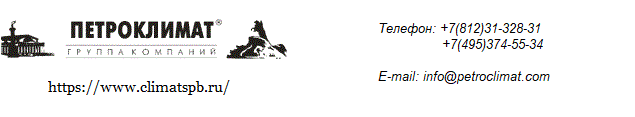 ПЕТРОКЛИМАТ®
ГРУППА КОМПАНИЙ
https://www.climatspb.ru/
Телефон: +7(812)31-328-31
+7(495)374-55-34
E-mail: info@petroclimat.com